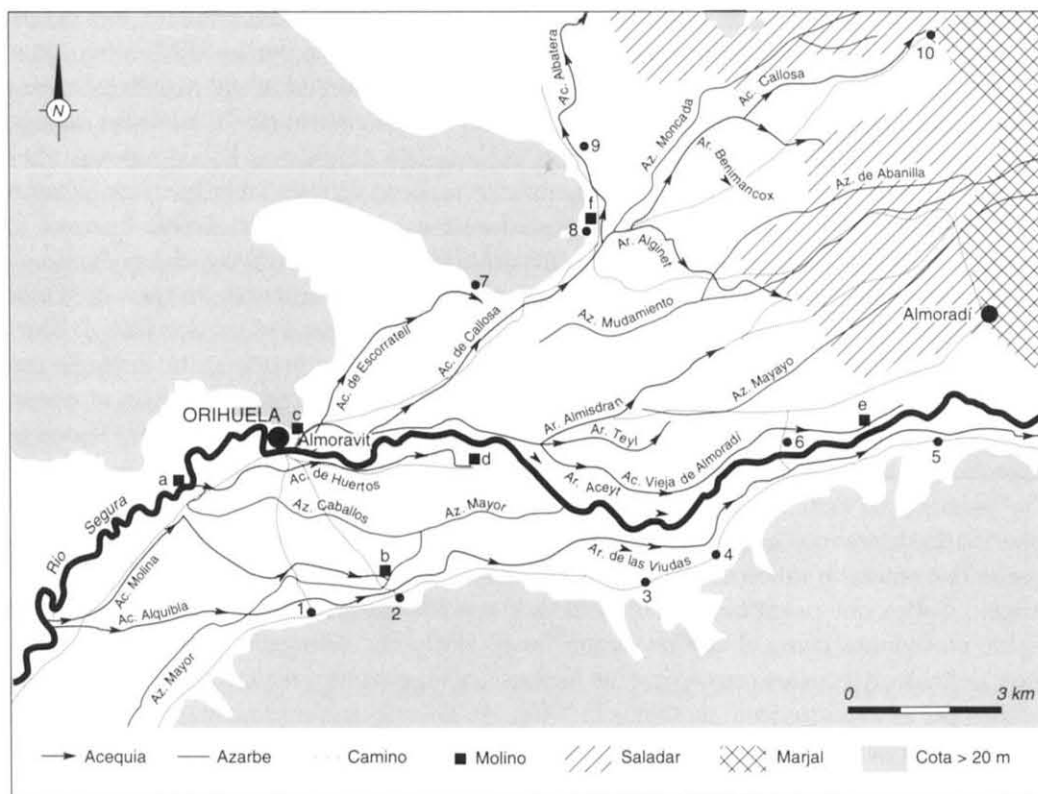 10
Ac. Albatera
Ac. Callosa
N
Az. Moncada
9
Ar. Benimancox
Az. de Abanilla
f
8
Ar. Alginet
7
Az. Mudamiento
Almoradí
Ac. de Escorratell
Ac. de Callosa
Az. Mayayo
Ar. Almisdran
ORIHUELA
c
Almoravit
e
Ar. Teyl
6
5
d
a
Ac. de Huertos
Ac. Vieja de Almoradí
Ar. Aceyt
Río Segura
Az. Caballos
Az. Mayor
4
Ac. Molina
b
Ar. de las Viudas
3
Ac. Alquibla
1
2
Az. Mayor
0 3 km
Acequia Azarbe Camino Molino Saladar Marjal Cota > 20 m